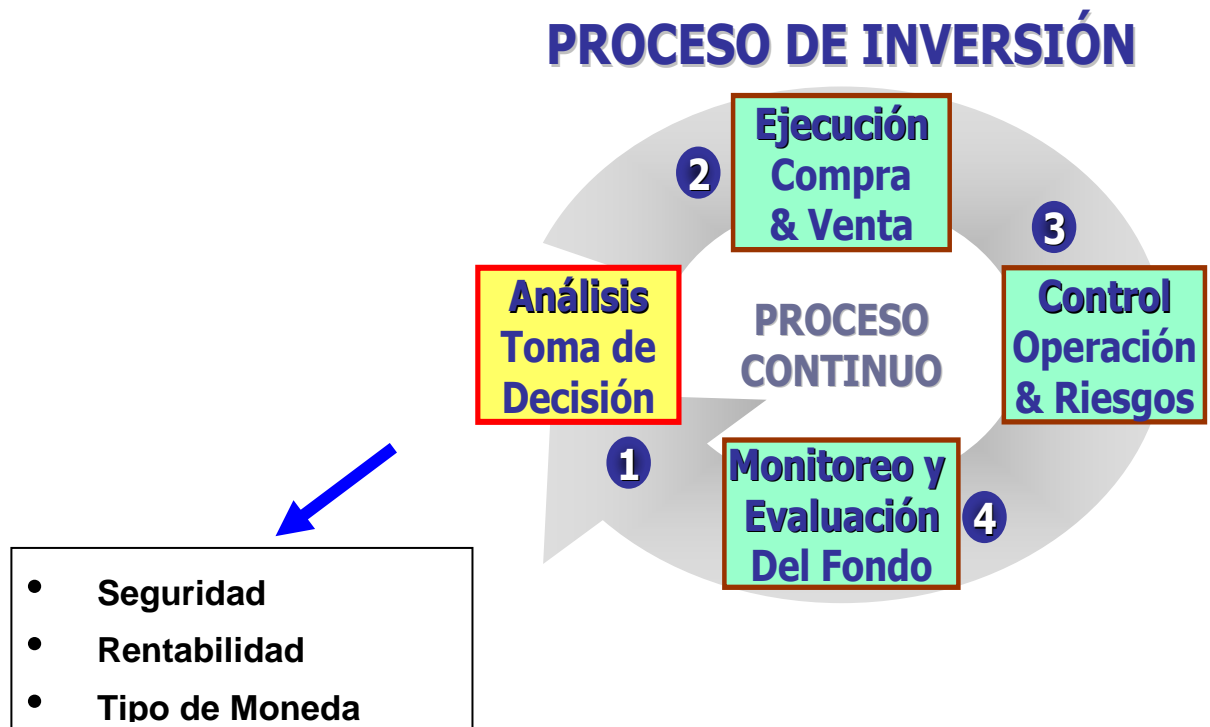 PROCESO DE INVERSIÓN
1
Análisis
Toma de
Decisión
2
Ejecución
Compra
& Venta
3
Control
Operación
& Riesgos
4
Monitoreo y
Evaluación
Del Fondo
PROCESO
CONTINUO
• Seguridad
• Rentabilidad
• Tipo de Moneda